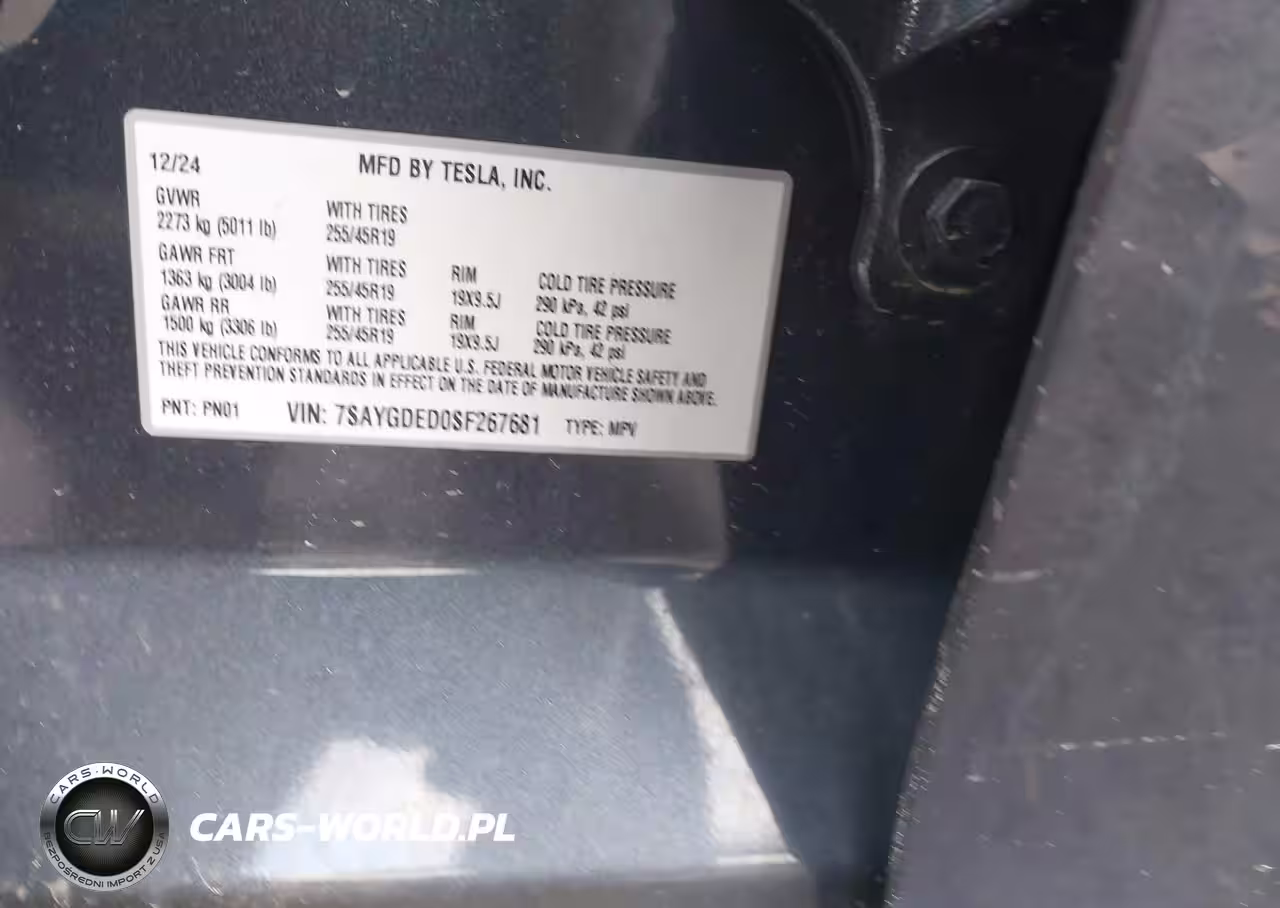 12/24 MFD BY TESLA, INC.
GVWR
2273 kg (5011 lb) WITH TIRES 255/45R19
GAWR FRT
1363 kg (3004 lb) WITH TIRES 255/45R19 RIM 19X9.5J COLD TIRE PRESSURE 290 kPa, 42 psi
GAWR RR
1500 kg (3306 lb) WITH TIRES 255/45R19 RIM 19X9.5J COLD TIRE PRESSURE 290 kPa, 42 psi
THIS VEHICLE CONFORMS TO ALL APPLICABLE U.S. FEDERAL MOTOR VEHICLE SAFETY AND
THEFT PREVENTION STANDARDS IN EFFECT ON THE DATE OF MANUFACTURE SHOWN ABOVE.
PNT: PN01 VIN: 7SAYGDED0SF267681 TYPE: MPV
CARS-WORLD
CW
BEZPOŚREDNI IMPORT Z USA
CARS-WORLD.PL